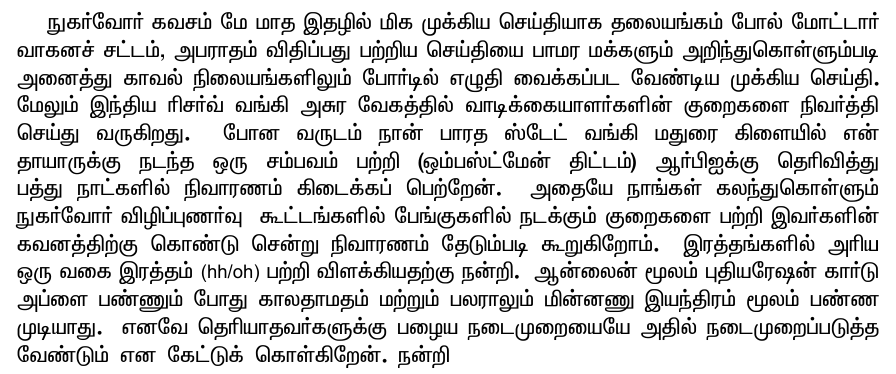 நுகர்வோர் கவசம் மே மாத இதழில் மிக முக்கிய செய்தியாக தலையங்கம் போல் மோட்டார்
வாகனச் சட்டம், அபராதம் விதிப்பது பற்றிய செய்தியை பாமர மக்களும் அறிந்துகொள்ளும்படி
அனைத்து காவல் நிலையங்களிலும் போர்டில் எழுதி வைக்கப்பட வேண்டிய முக்கிய செய்தி.
மேலும் இந்திய ரிசர்வ் வங்கி அசுர வேகத்தில் வாடிக்கையாளர்களின் குறைகளை நிவர்த்தி
செய்து வருகிறது. போன வருடம் நான் பாரத ஸ்டேட் வங்கி மதுரை கிளையில் என்
தாயாருக்கு நடந்த ஒரு சம்பவம் பற்றி (ஒம்பஸ்ட்மேன் திட்டம்) ஆர்பிஐக்கு தெரிவித்து
பத்து நாட்களில் நிவாரணம் கிடைக்கப் பெற்றேன். அதையே நாங்கள் கலந்துகொள்ளும்
நுகர்வோர் விழிப்புணர்வு கூட்டங்களில் பேங்குகளில் நடக்கும் குறைகளை பற்றி இவர்களின்
கவனத்திற்கு கொண்டு சென்று நிவாரணம் தேடும்படி கூறுகிறோம். இரத்தங்களில் அரிய
ஒரு வகை இரத்தம் (hh/oh) பற்றி விளக்கியதற்கு நன்றி. ஆன்லைன் மூலம் புதியரேஷன் கார்டு
அப்ளை பண்ணும் போது காலதாமதம் மற்றும் பலராலும் மின்னணு இயந்திரம் மூலம் பண்ண
முடியாது. எனவே தெரியாதவர்களுக்கு பழைய நடைமுறையையே அதில் நடைமுறைப்படுத்த
வேண்டும் என கேட்டுக் கொள்கிறேன். நன்றி